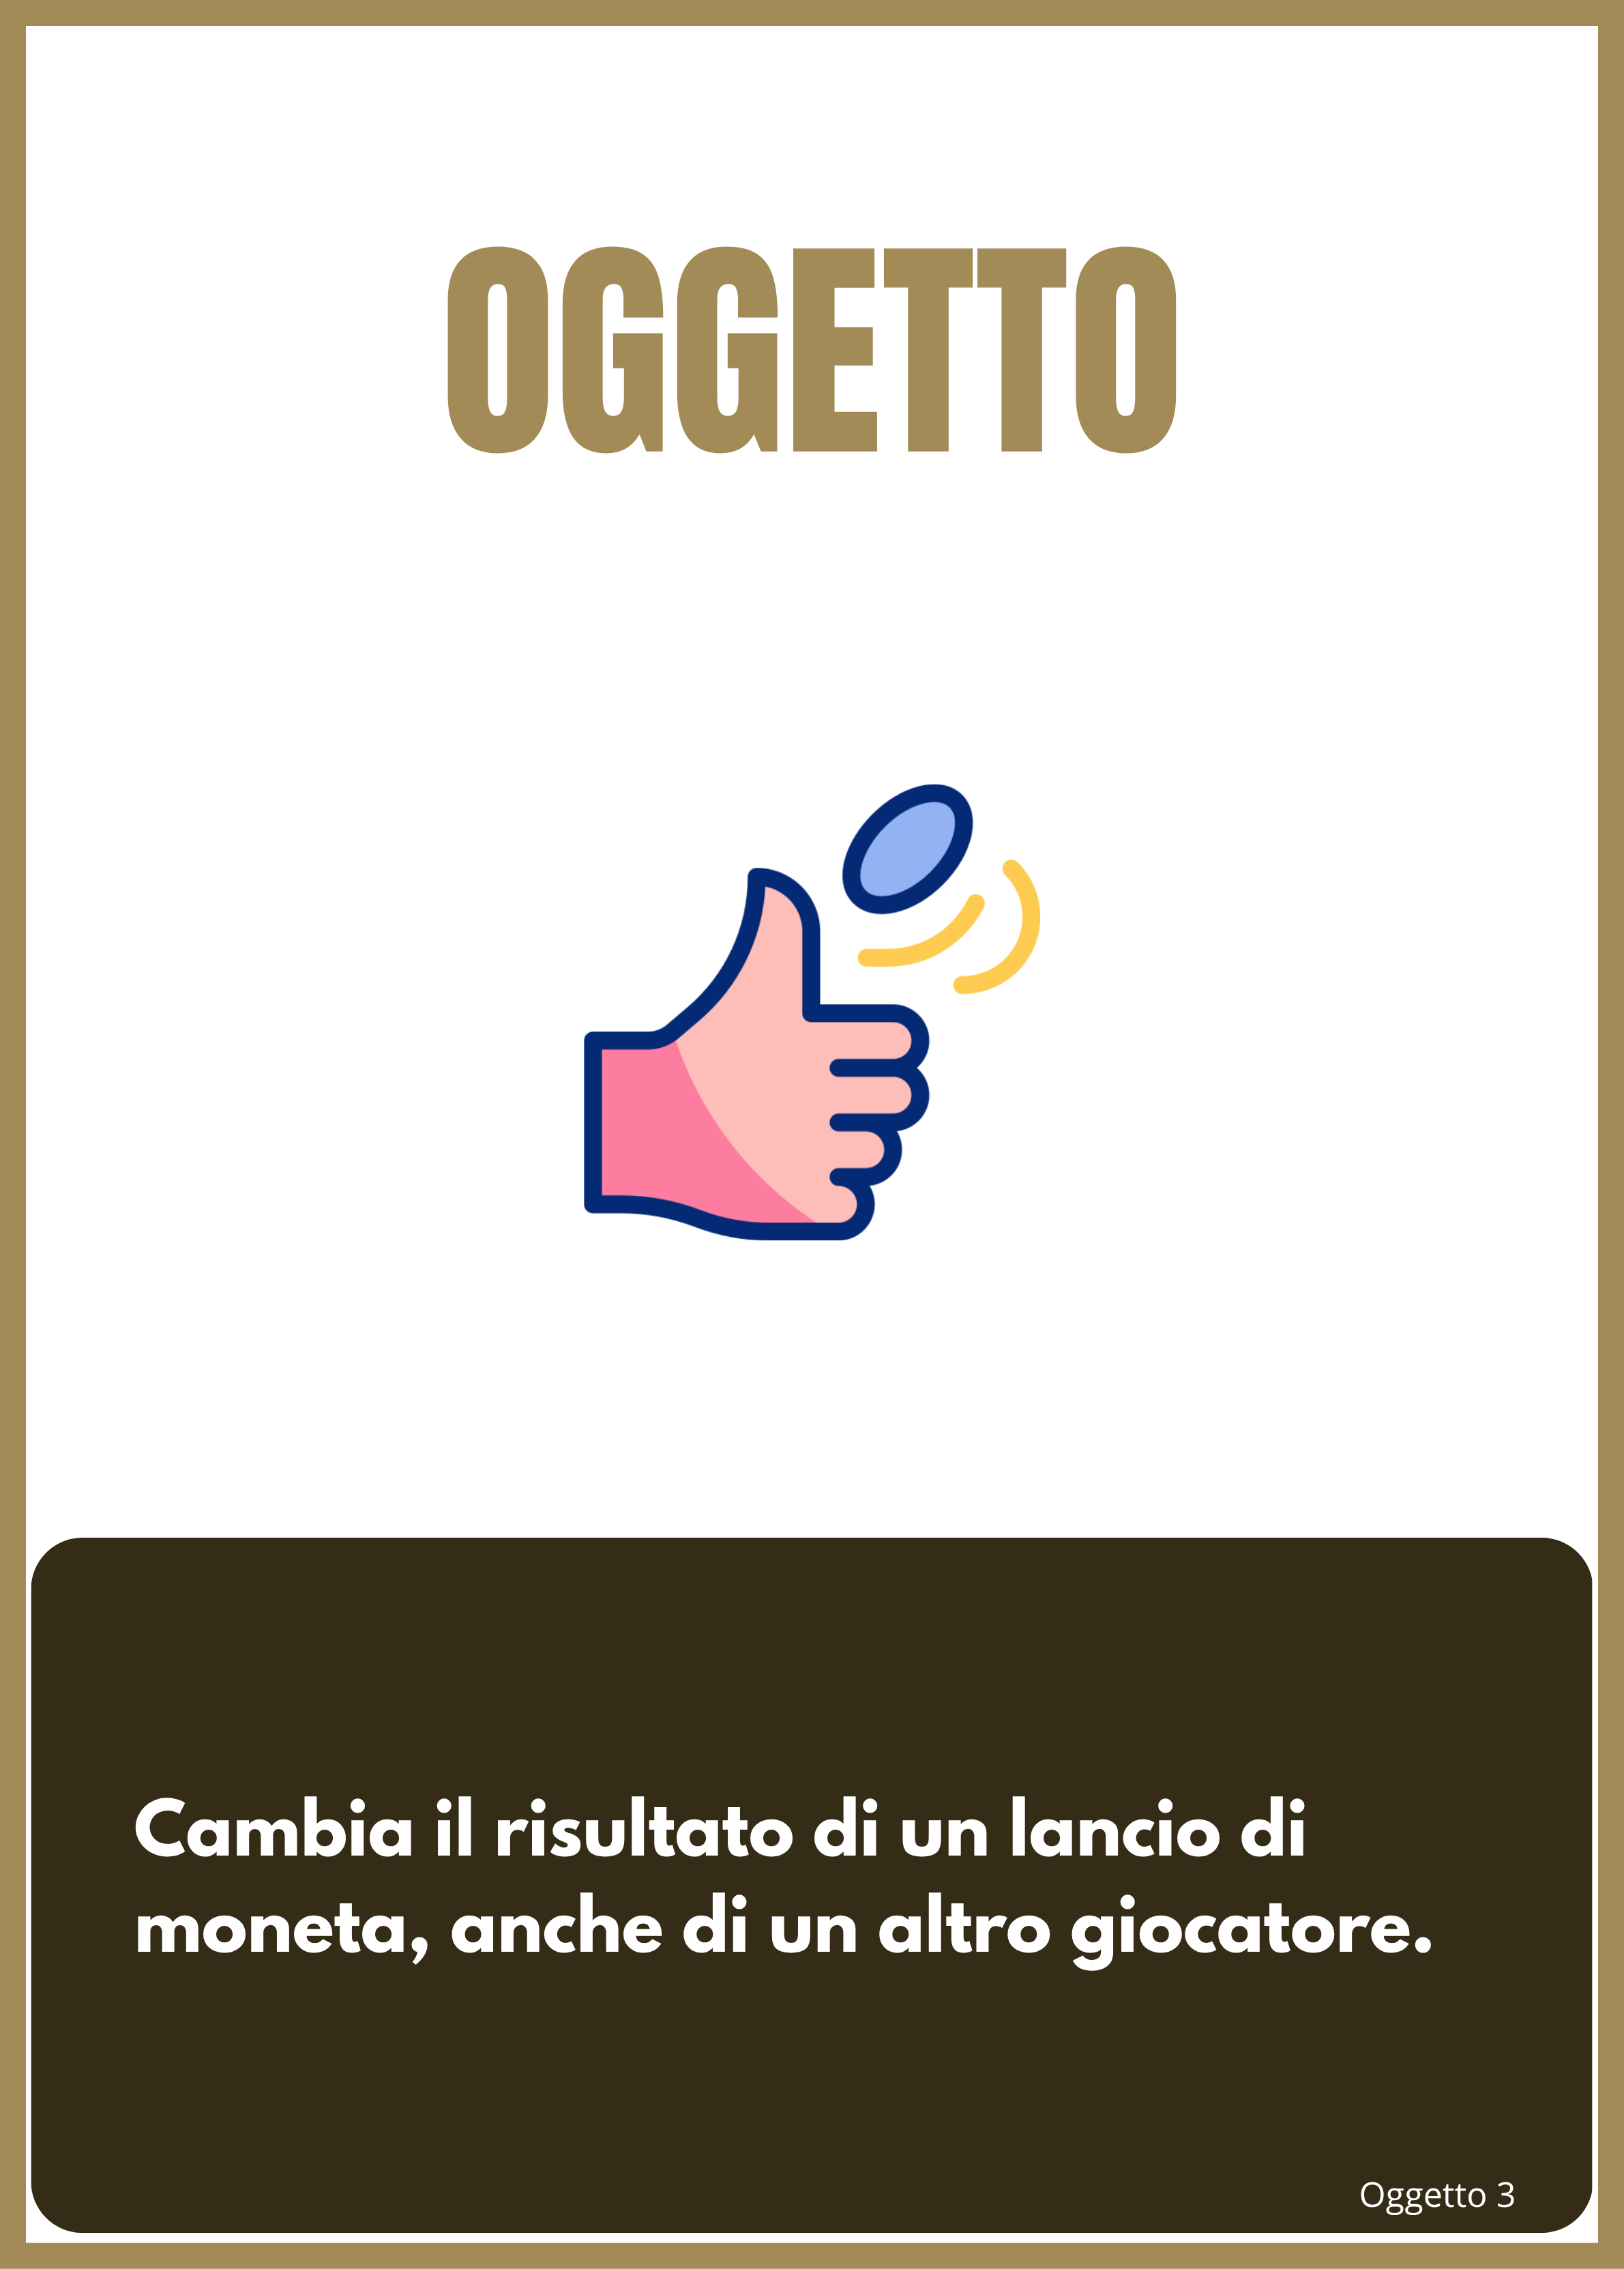 OGGETTO
Cambia il risultato di un lancio di
moneta, anche di un altro giocatore.
Oggetto 3